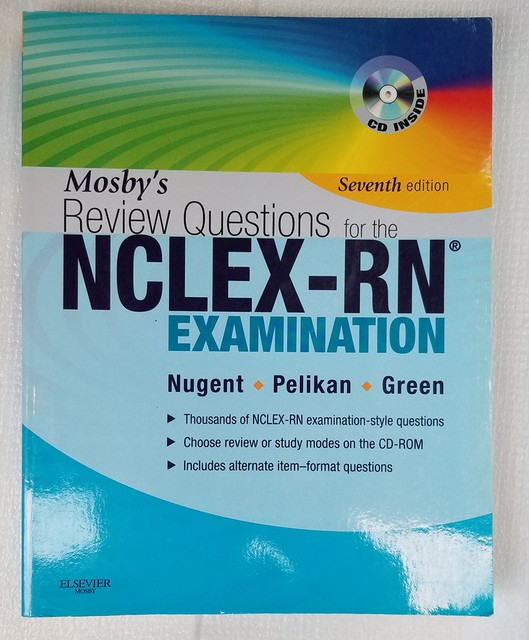 CD INSIDE
Mosby's
Seventh edition
Review Questions for the
NCLEX-RN®
EXAMINATION
Nugent ◆ Pelikan ◆ Green
▶ Thousands of NCLEX-RN examination-style questions
▶ Choose review or study modes on the CD-ROM
▶ Includes alternate item–format questions
ELSEVIER
MOSBY